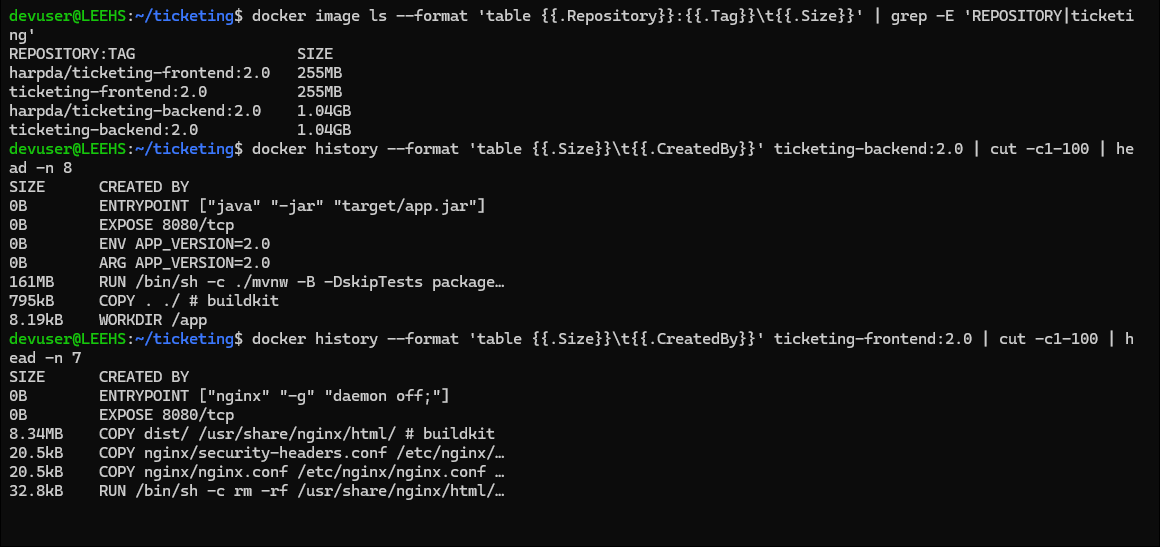 devuser@LEEHS:~/ticketing$ docker image ls --format 'table {{.Repository}}:{{.Tag}}\t{{.Size}}' | grep -E 'REPOSITORY|ticketi
ng'
REPOSITORY:TAG                  SIZE
harpda/ticketing-frontend:2.0   255MB
ticketing-frontend:2.0          255MB
harpda/ticketing-backend:2.0    1.04GB
ticketing-backend:2.0           1.04GB
devuser@LEEHS:~/ticketing$ docker history --format 'table {{.Size}}\t{{.CreatedBy}}' ticketing-backend:2.0 | cut -c1-100 | he
ad -n 8
SIZE      CREATED BY
0B        ENTRYPOINT ["java" "-jar" "target/app.jar"]
0B        EXPOSE 8080/tcp
0B        ENV APP_VERSION=2.0
0B        ARG APP_VERSION=2.0
161MB     RUN /bin/sh -c ./mvnw -B -DskipTests package…
795kB     COPY . ./ # buildkit
8.19kB    WORKDIR /app
devuser@LEEHS:~/ticketing$ docker history --format 'table {{.Size}}\t{{.CreatedBy}}' ticketing-frontend:2.0 | cut -c1-100 | h
ead -n 7
SIZE      CREATED BY
0B        ENTRYPOINT ["nginx" "-g" "daemon off;"]
0B        EXPOSE 8080/tcp
8.34MB    COPY dist/ /usr/share/nginx/html/ # buildkit
20.5kB    COPY nginx/security-headers.conf /etc/nginx/…
20.5kB    COPY nginx/nginx.conf /etc/nginx/nginx.conf …
32.8kB    RUN /bin/sh -c rm -rf /usr/share/nginx/html/…